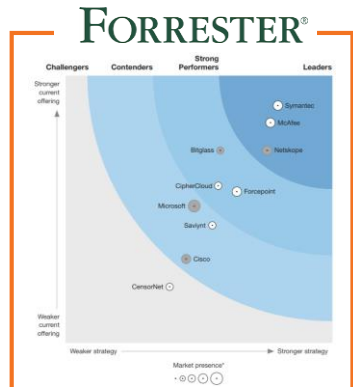 FORRESTER®
Challengers Contenders Strong Performers Leaders
Stronger
current
offering
Symantec
McAfee
Bitglass
Netskope
CipherCloud
Forcepoint
Microsoft
Saviynt
Cisco
CensorNet
Weaker
current
offering
Weaker strategy Stronger strategy
Market presence*